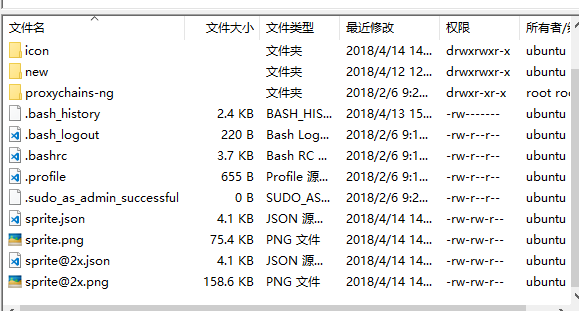 文件名 文件大小 文件类型 最近修改 权限 所有者/
icon 文件夹 2018/4/14 14... drwxrwxr-x ubuntu
new 文件夹 2018/4/12 12... drwxrwxr-x ubuntu
proxychains-ng 文件夹 2018/2/6 9:2... drwxr-xr-x root roo
.bash_history 2.4 KB BASH_HIS... 2018/4/13 15... -rw------- ubuntu
.bash_logout 220 B Bash Log... 2018/2/6 9:1... -rw-r--r-- ubuntu
.bashrc 3.7 KB Bash RC ... 2018/2/6 9:1... -rw-r--r-- ubuntu
.profile 655 B Profile 源... 2018/2/6 9:1... -rw-r--r-- ubuntu
.sudo_as_admin_successful 0 B SUDO_AS... 2018/2/6 9:2... -rw-r--r-- ubuntu
sprite.json 4.1 KB JSON 源... 2018/4/14 14... -rw-rw-r-- ubuntu
sprite.png 75.4 KB PNG 文件 2018/4/14 14... -rw-rw-r-- ubuntu
sprite@2x.json 4.1 KB JSON 源... 2018/4/14 14... -rw-rw-r-- ubuntu
sprite@2x.png 158.6 KB PNG 文件 2018/4/14 14... -rw-rw-r-- ubuntu